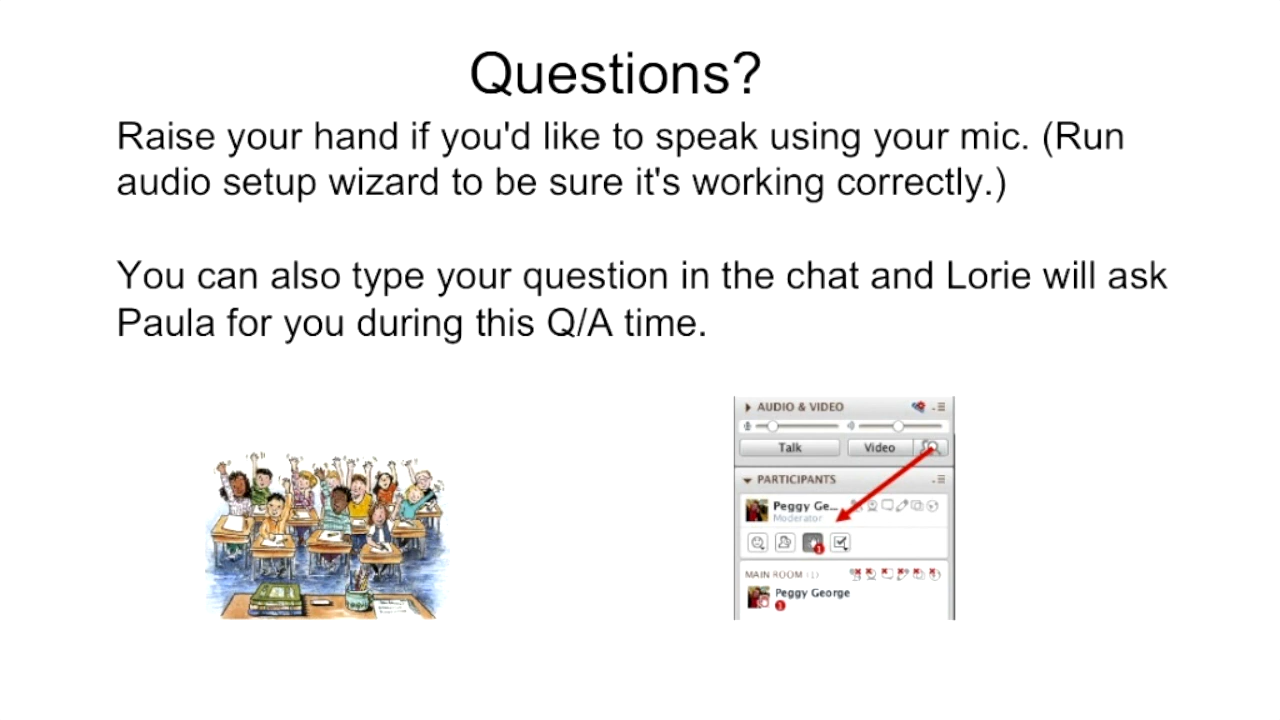 Questions?
Raise your hand if you'd like to speak using your mic. (Run
audio setup wizard to be sure it's working correctly.)
You can also type your question in the chat and Lorie will ask
Paula for you during this Q/A time.
AUDIO & VIDEO
Talk Video
PARTICIPANTS
Peggy Ge...
Moderator
1
MAIN ROOM (1)
Peggy George
1